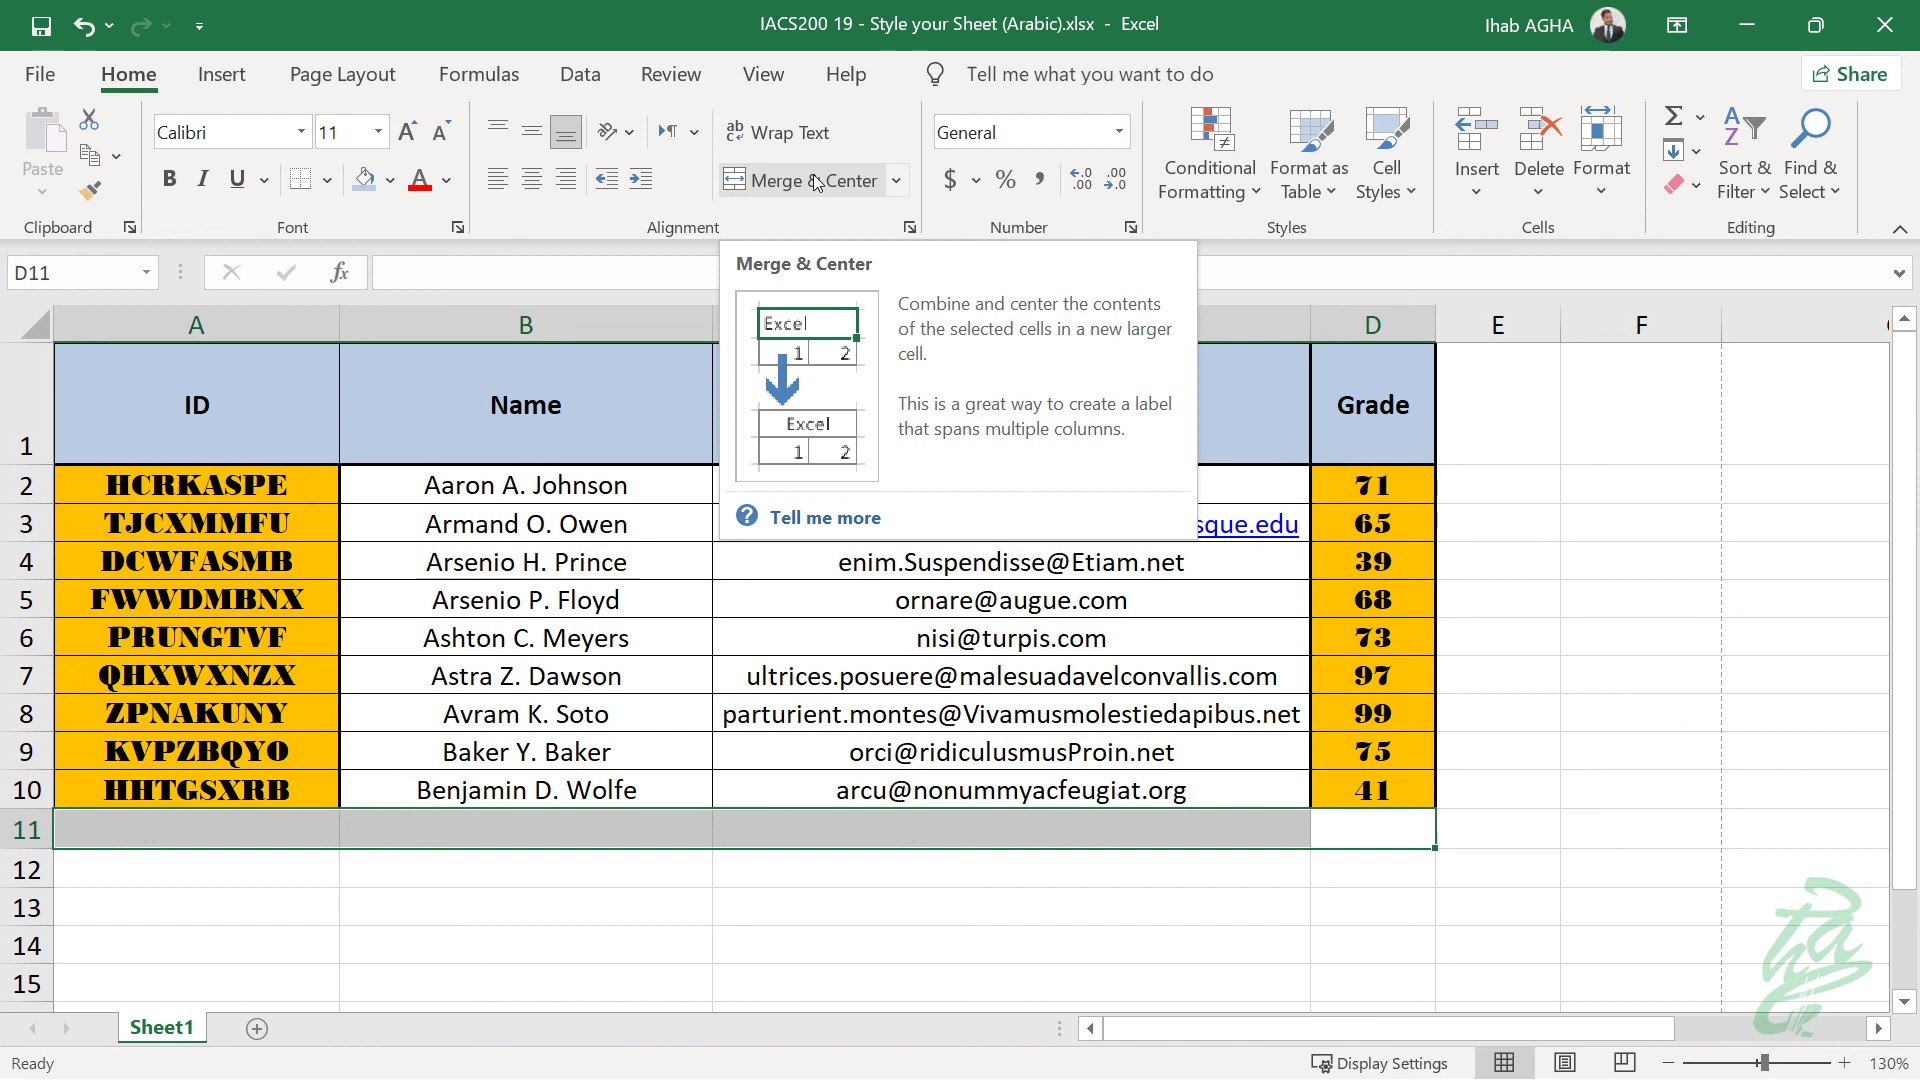 IACS200 19 - Style your Sheet (Arabic).xlsx - Excel
Ihab AGHA
File Home Insert Page Layout Formulas Data Review View Help Tell me what you want to do Share
Paste
Clipboard
Calibri 11
B I U A
Font
Wrap Text
Merge & Center
Alignment
General
$ % ,
Number
Conditional Formatting
Format as Table
Cell Styles
Styles
Insert
Delete
Format
Cells
Sort & Filter
Find & Select
Editing
D11
fx
Merge & Center
Excel
1 2
Excel
1 2
Combine and center the contents
of the selected cells in a new larger
cell.
This is a great way to create a label
that spans multiple columns.
Tell me more
A B D E F
1 ID Name Grade
2 HCRKASPE Aaron A. Johnson 71
3 TJCXMMFU Armand O. Owen sque.edu 65
4 DCWFASMB Arsenio H. Prince enim.Suspendisse@Etiam.net 39
5 FWWDMBNX Arsenio P. Floyd ornare@augue.com 68
6 PRUNGTVF Ashton C. Meyers nisi@turpis.com 73
7 QHXWXNZX Astra Z. Dawson ultrices.posuere@malesuadavelconvallis.com 97
8 ZPNAKUNY Avram K. Soto parturient.montes@Vivamusmolestiedapibus.net 99
9 KVPZBQYO Baker Y. Baker orci@ridiculusmusProin.net 75
10 HHTGSXRB Benjamin D. Wolfe arcu@nonummyacfeugiat.org 41
11
12
13
14
15
Sheet1
Ready
Display Settings
130%